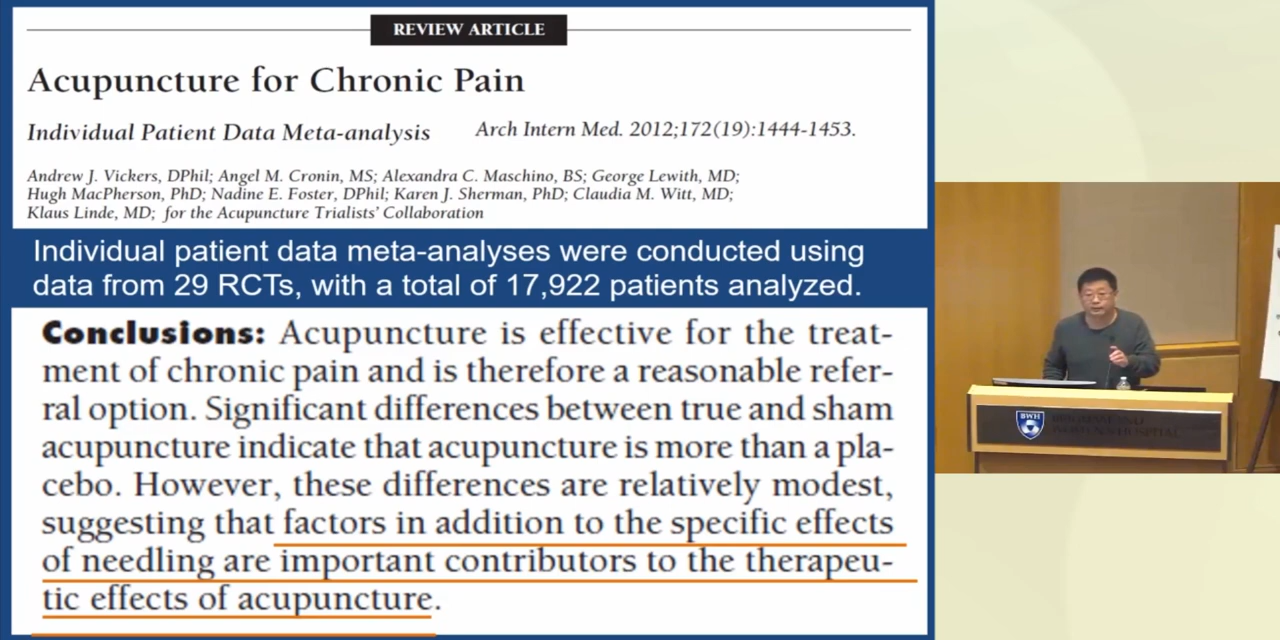 REVIEW ARTICLE
Acupuncture for Chronic Pain
Individual Patient Data Meta-analysis
Arch Intern Med. 2012;172(19):1444-1453.
Andrew J. Vickers, DPhil; Angel M. Cronin, MS; Alexandra C. Maschino, BS; George Lewith, MD;
Hugh MacPherson, PhD; Nadine E. Foster, DPhil; Karen J. Sherman, PhD; Claudia M. Witt, MD;
Klaus Linde, MD; for the Acupuncture Trialists' Collaboration
Individual patient data meta-analyses were conducted using
data from 29 RCTs, with a total of 17,922 patients analyzed.
Conclusions: Acupuncture is effective for the treat-
ment of chronic pain and is therefore a reasonable refer-
ral option. Significant differences between true and sham
acupuncture indicate that acupuncture is more than a pla-
cebo. However, these differences are relatively modest,
suggesting that factors in addition to the specific effects
of needling are important contributors to the therapeu-
tic effects of acupuncture.
BWH
BRIGHAM AND
WOMEN'S HOSPITAL